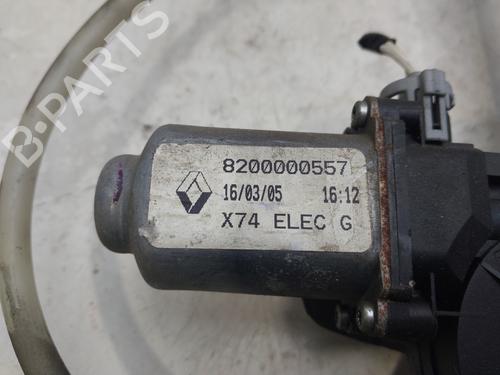 B-PARTS
8200000557
16/03/05 16:12
X74 ELEC G